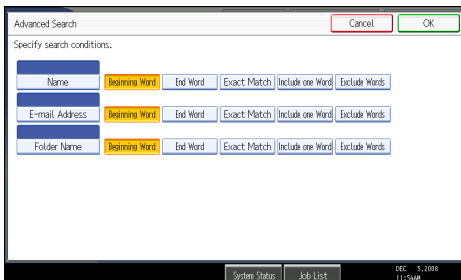 Advanced Search
Cancel
OK
Specify search conditions.
Name
Beginning Word
End Word
Exact Match
Include one Word
Exclude Words
E-mail Address
Beginning Word
End Word
Exact Match
Include one Word
Exclude Words
Folder Name
Beginning Word
End Word
Exact Match
Include one Word
Exclude Words
System Status
Job List
DEC 5,2008
11:54AM